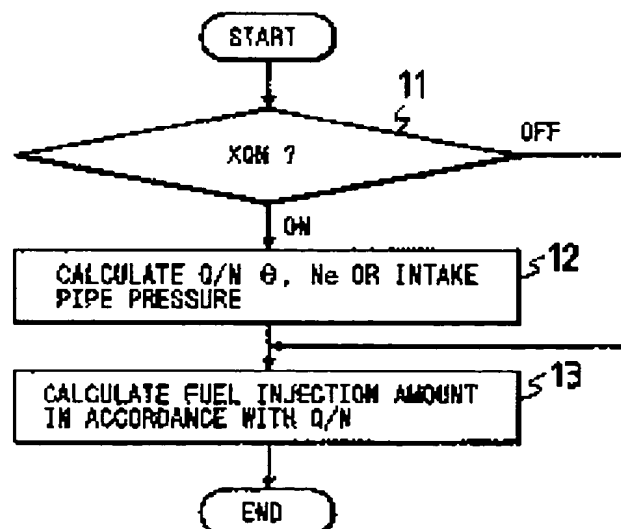 START
11
XQM ?
OFF
ON
CALCULATE Q/N θ, Ne OR INTAKE
PIPE PRESSURE
12
CALCULATE FUEL INJECTION AMOUNT
IN ACCORDANCE WITH Q/N
13
END